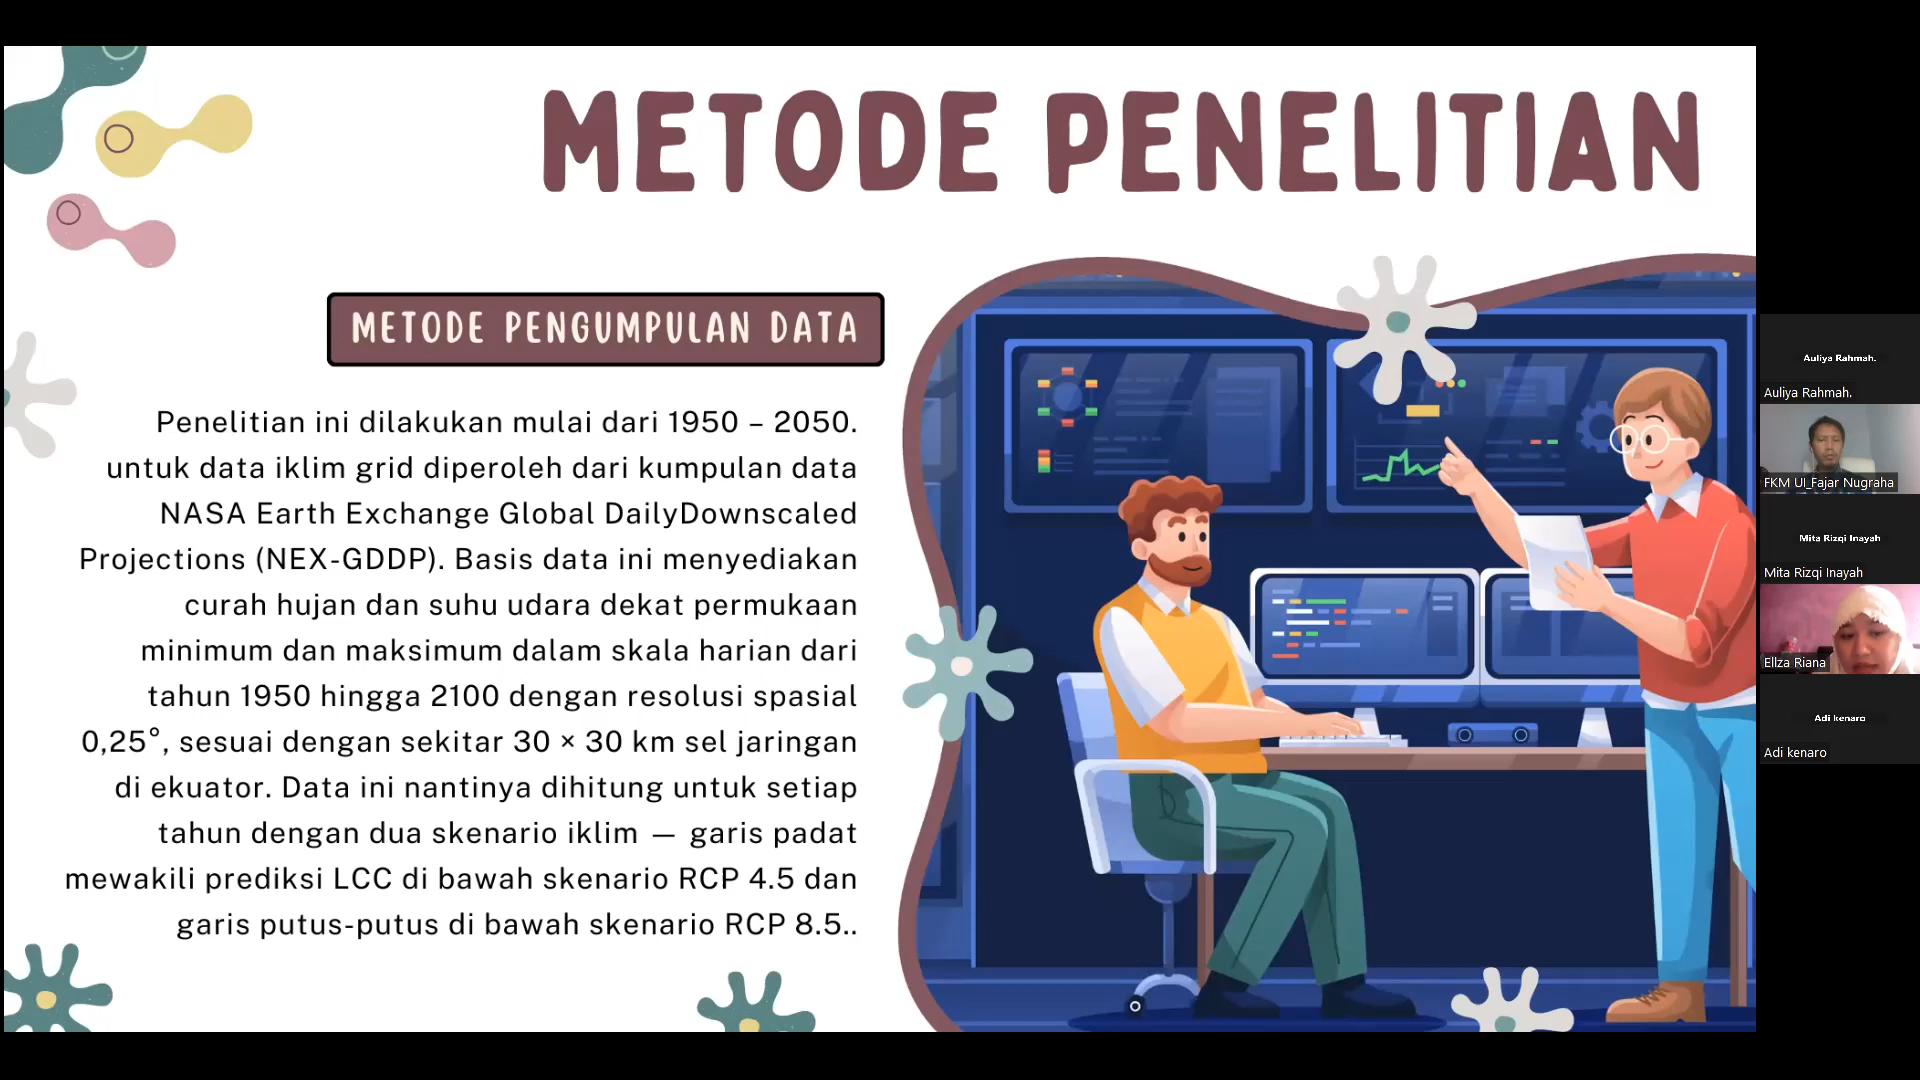 METODE PENELITIAN
METODE PENGUMPULAN DATA
Penelitian ini dilakukan mulai dari 1950 – 2050.
untuk data iklim grid diperoleh dari kumpulan data
NASA Earth Exchange Global DailyDownscaled
Projections (NEX-GDDP). Basis data ini menyediakan
curah hujan dan suhu udara dekat permukaan
minimum dan maksimum dalam skala harian dari
tahun 1950 hingga 2100 dengan resolusi spasial
0,25°, sesuai dengan sekitar 30 × 30 km sel jaringan
di ekuator. Data ini nantinya dihitung untuk setiap
tahun dengan dua skenario iklim — garis padat
mewakili prediksi LCC di bawah skenario RCP 4.5 dan
garis putus-putus di bawah skenario RCP 8.5..
Auliya Rahmah.
Auliya Rahmah.
FKM UI_Fajar Nugraha
Mita Rizqi Inayah
Mita Rizqi Inayah
Ellza Riana
Adi kenaro
Adi kenaro